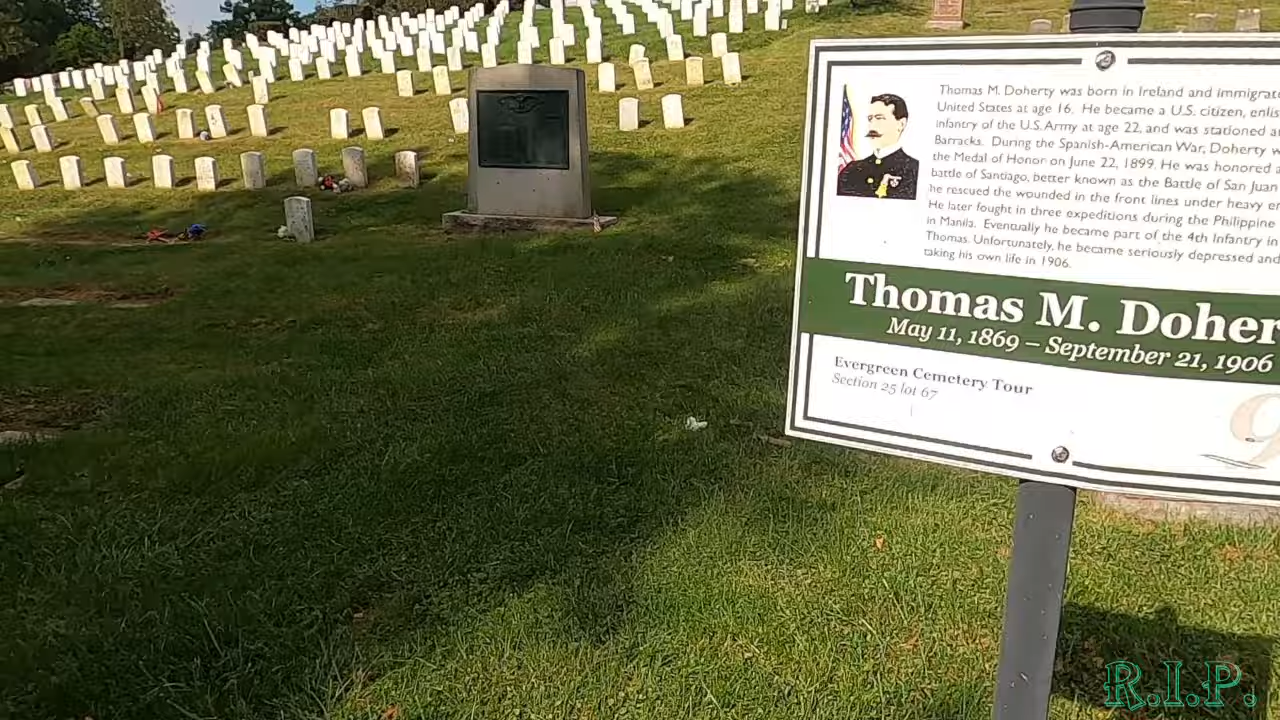 Thomas M. Doherty was born in Ireland and immigrat
United States at age 16. He became a U.S. citizen, enlis
infantry of the U.S. Army at age 22, and was stationed a
Barracks. During the Spanish-American War, Doherty w
the Medal of Honor on June 22, 1899. He was honored
battle of Santiago, better known as the Battle of San Juan
he rescued the wounded in the front lines under heavy e
He later fought in three expeditions during the Philippine
in Manila. Eventually he became part of the 4th Infantry in
Thomas. Unfortunately, he became seriously depressed and
taking his own life in 1906.
Thomas M. Doher
May 11, 1869 – September 21, 1906
Evergreen Cemetery Tour
Section 25 lot 67
9
R.I.P.